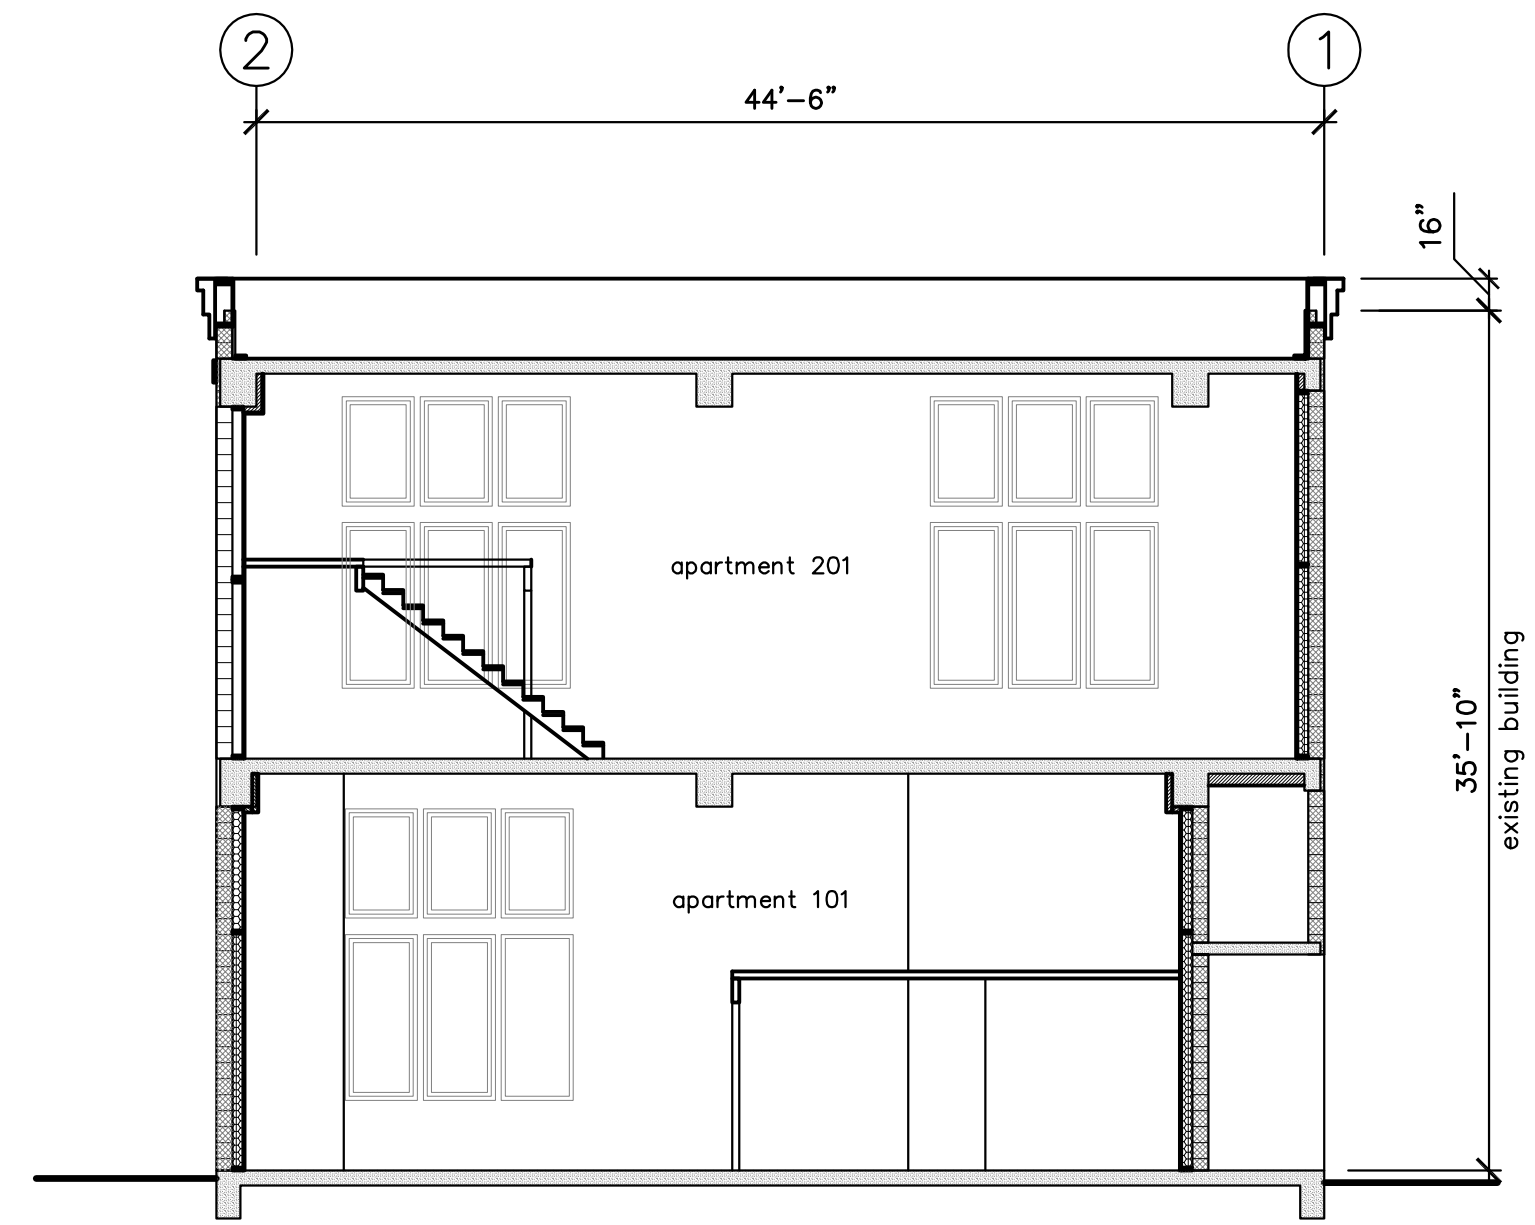 2
1
44'-6"
16"
apartment 201
35'-10"
existing building
apartment 101